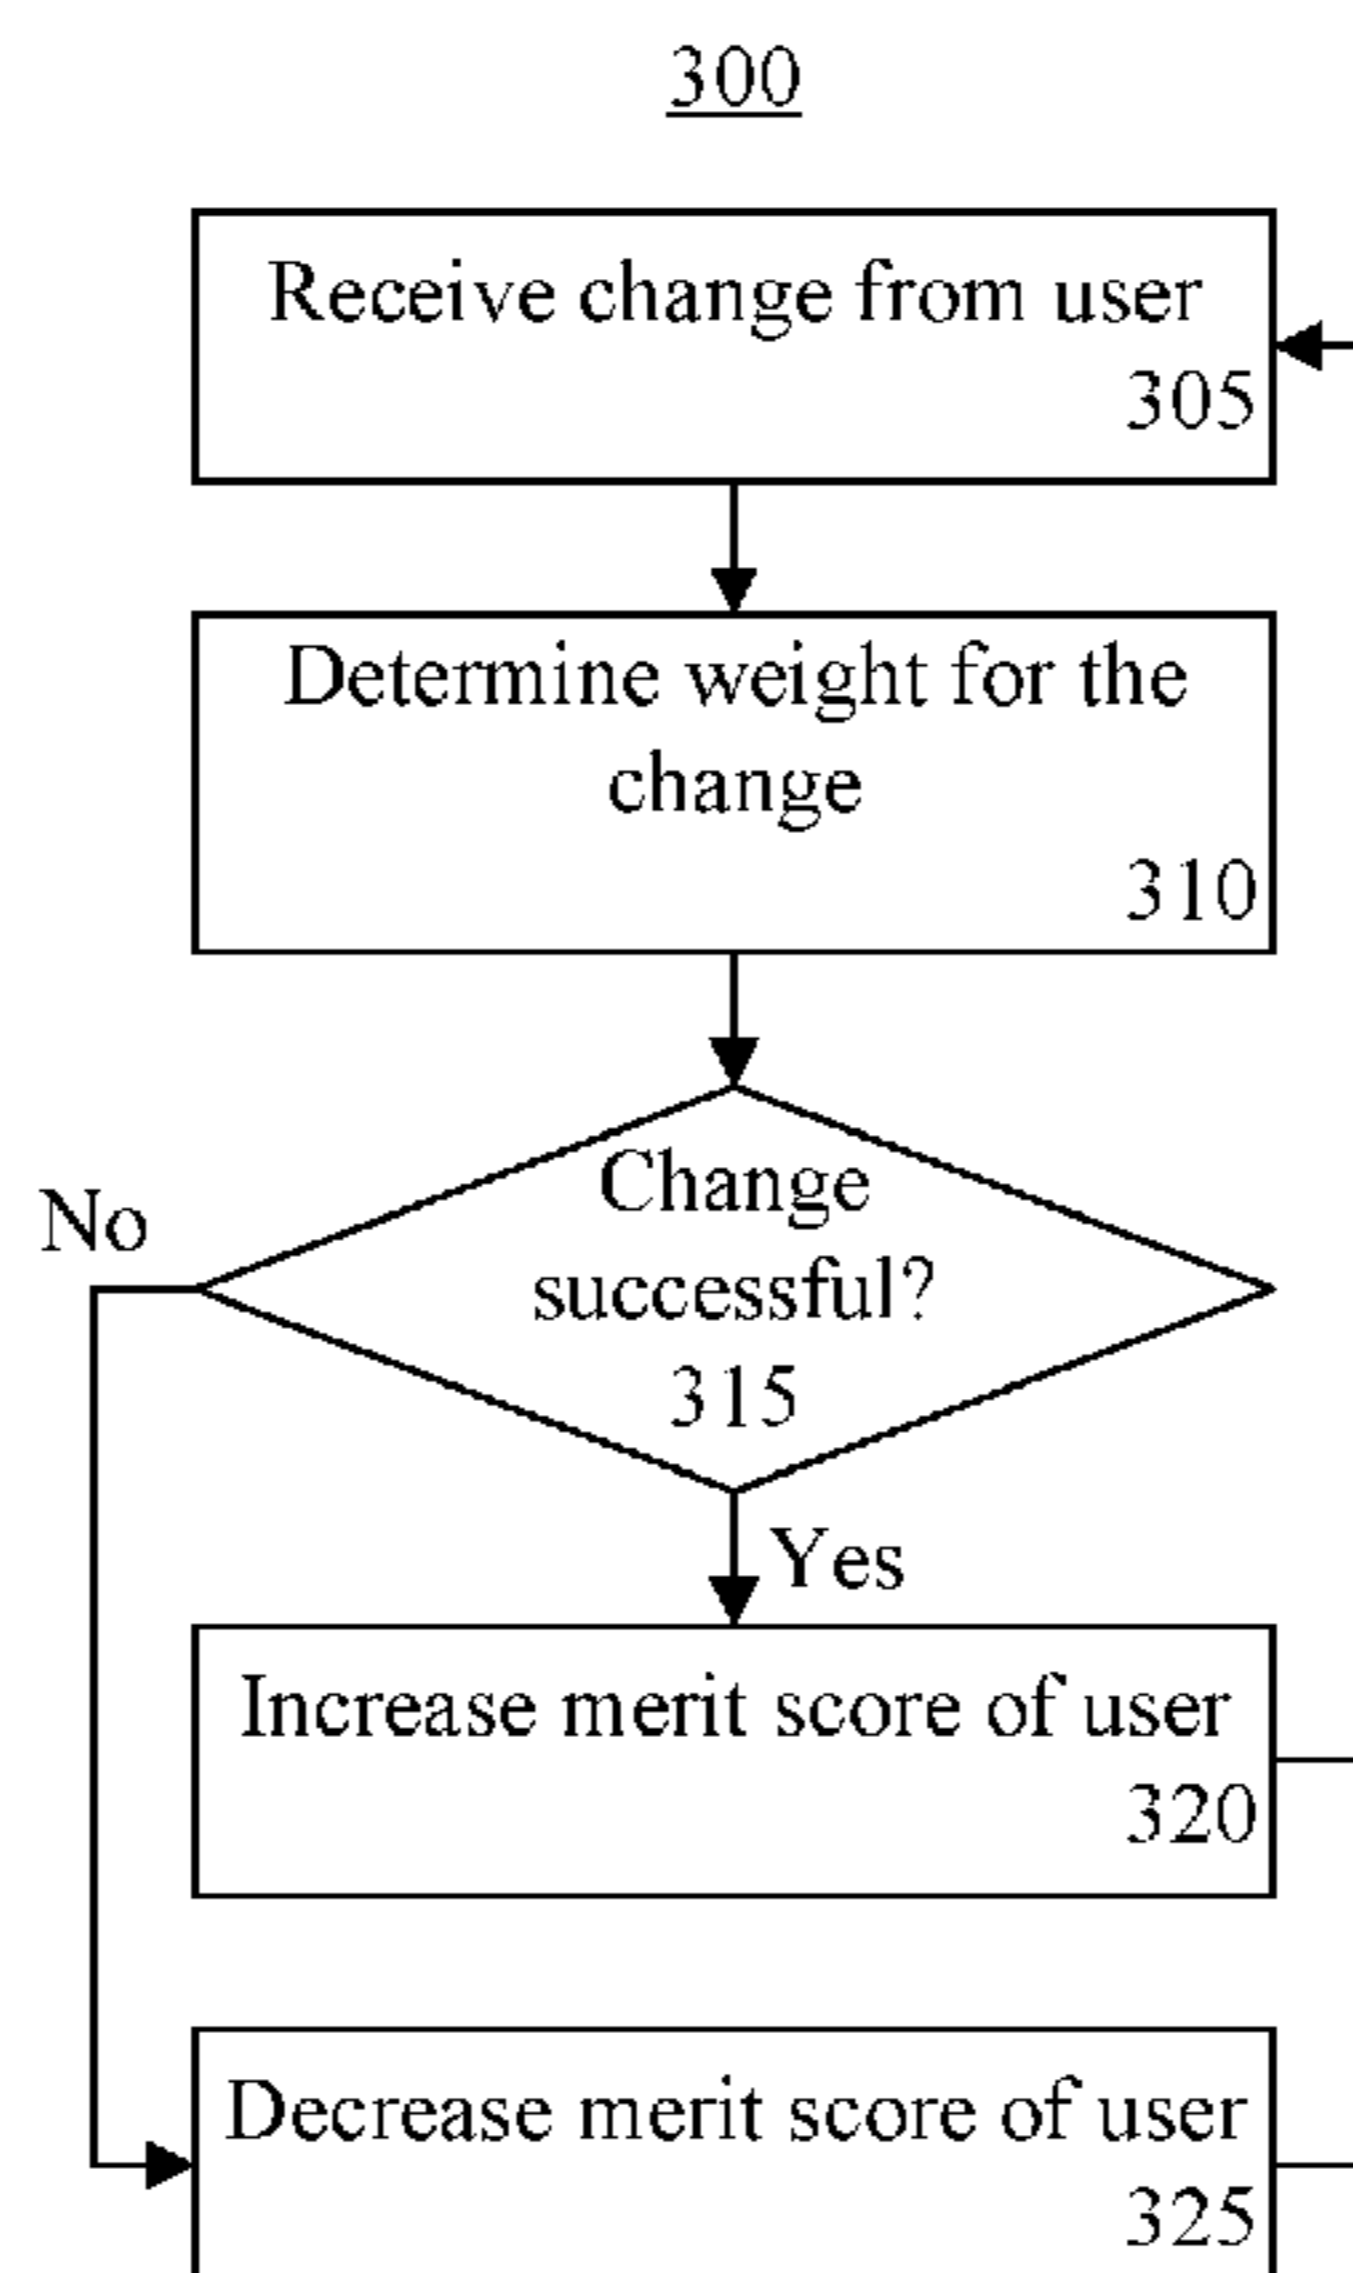 300
Receive change from user
305
Determine weight for the
change
310
Change
successful?
315
No
Yes
Increase merit score of user
320
Decrease merit score of user
325